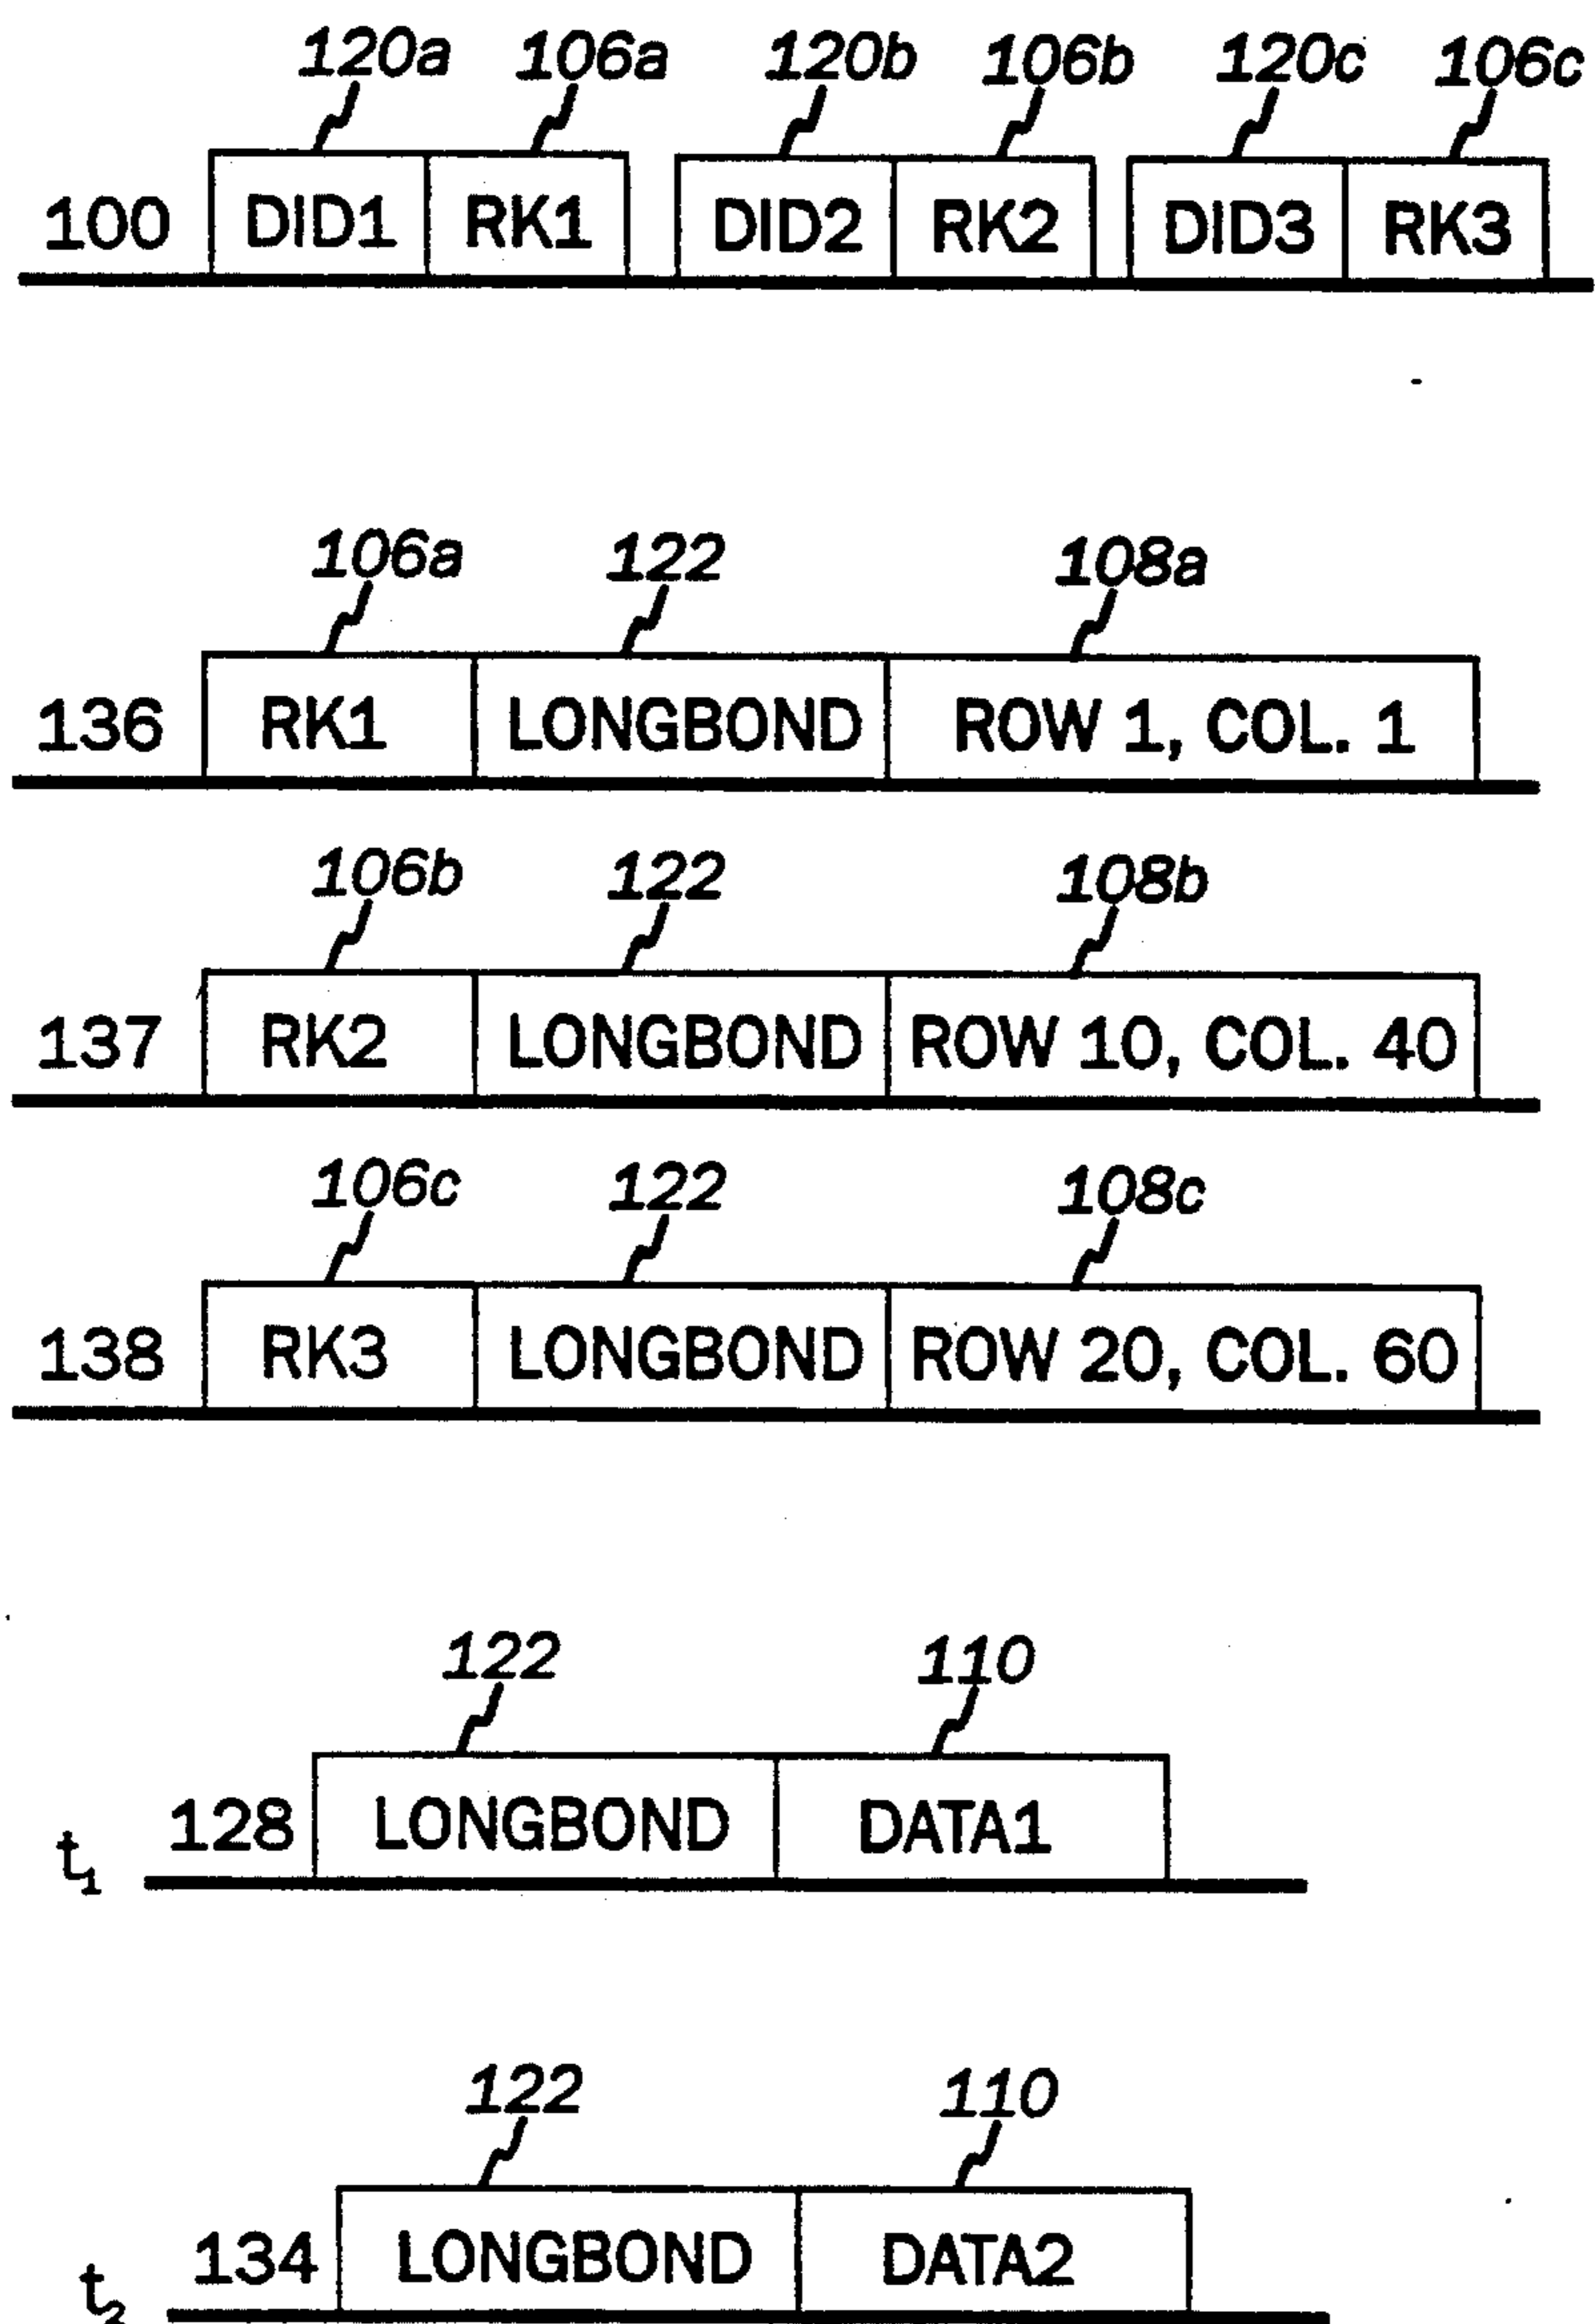 120a 106a 120b 106b 120c 106c
100 DID1 RK1 DID2 RK2 DID3 RK3
106a 122 108a
136 RK1 LONGBOND ROW 1, COL. 1
106b 122 108b
137 RK2 LONGBOND ROW 10, COL. 40
106c 122 108c
138 RK3 LONGBOND ROW 20, COL. 60
122 110
t1 128 LONGBOND DATA1
122 110
t2 134 LONGBOND DATA2